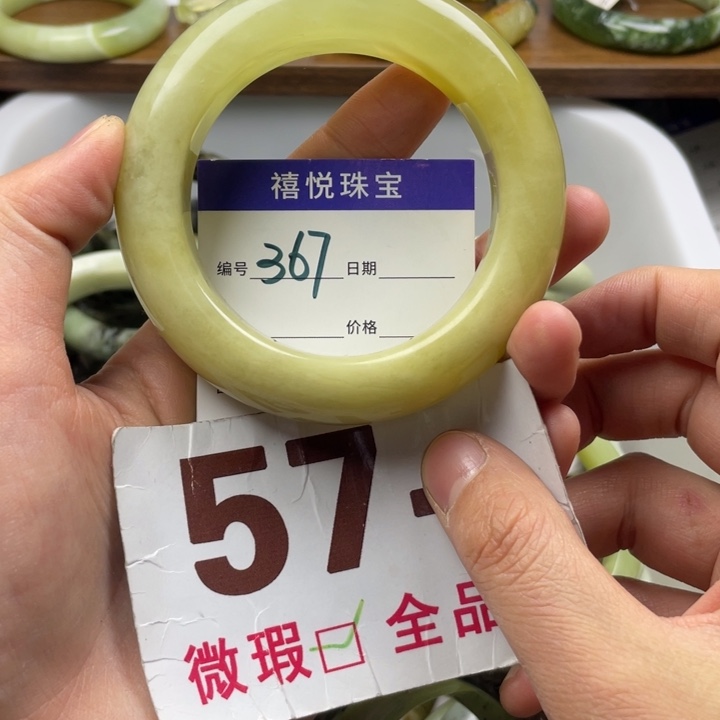 禧悦珠宝
编号 367 日期
价格
57-
微瑕☑ 全品